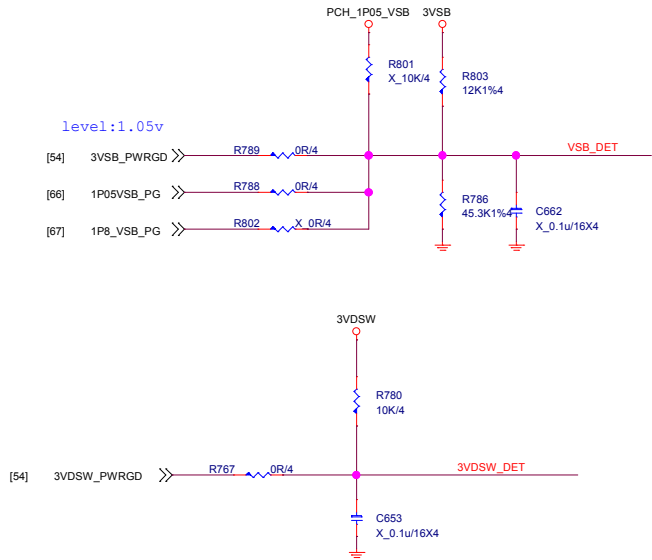 PCH_1P05_VSB 3VSB
R801
X_10K/4
R803
12K1%4
level:1.05v
[54] 3VSB_PWRGD R789 0R/4 VSB_DET
[66] 1P05VSB_PG R788 0R/4
[67] 1P8_VSB_PG R802 X_0R/4
R786
45.3K1%4
C662
X_0.1u/16X4
3VDSW
R780
10K/4
[54] 3VDSW_PWRGD R767 0R/4 3VDSW_DET
C653
X_0.1u/16X4